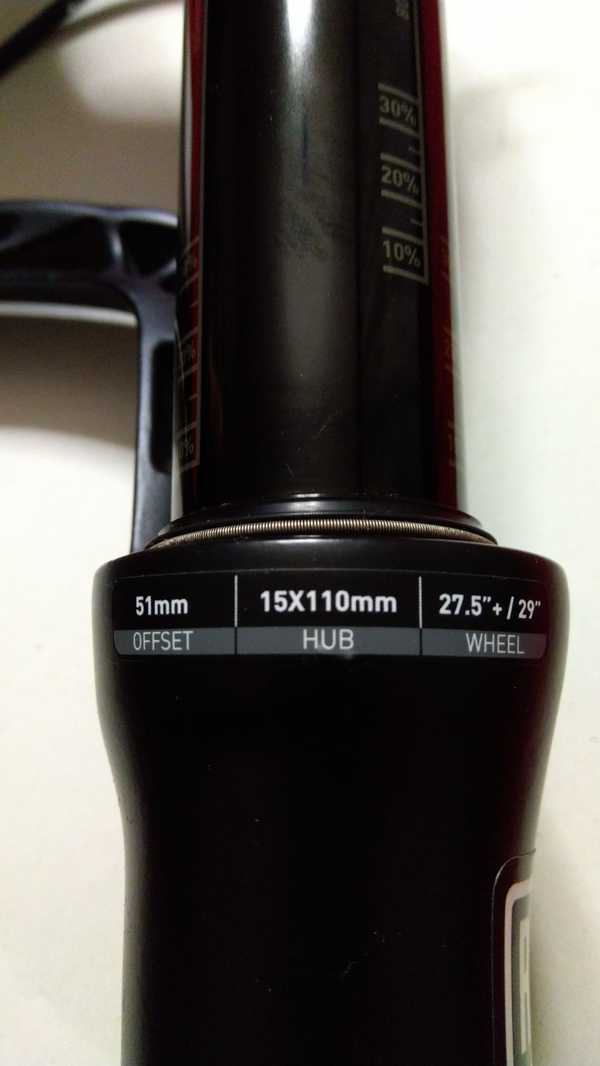 30%
20%
10%
51mm 15X110mm 27.5"+ / 29"
OFFSET HUB WHEEL
R